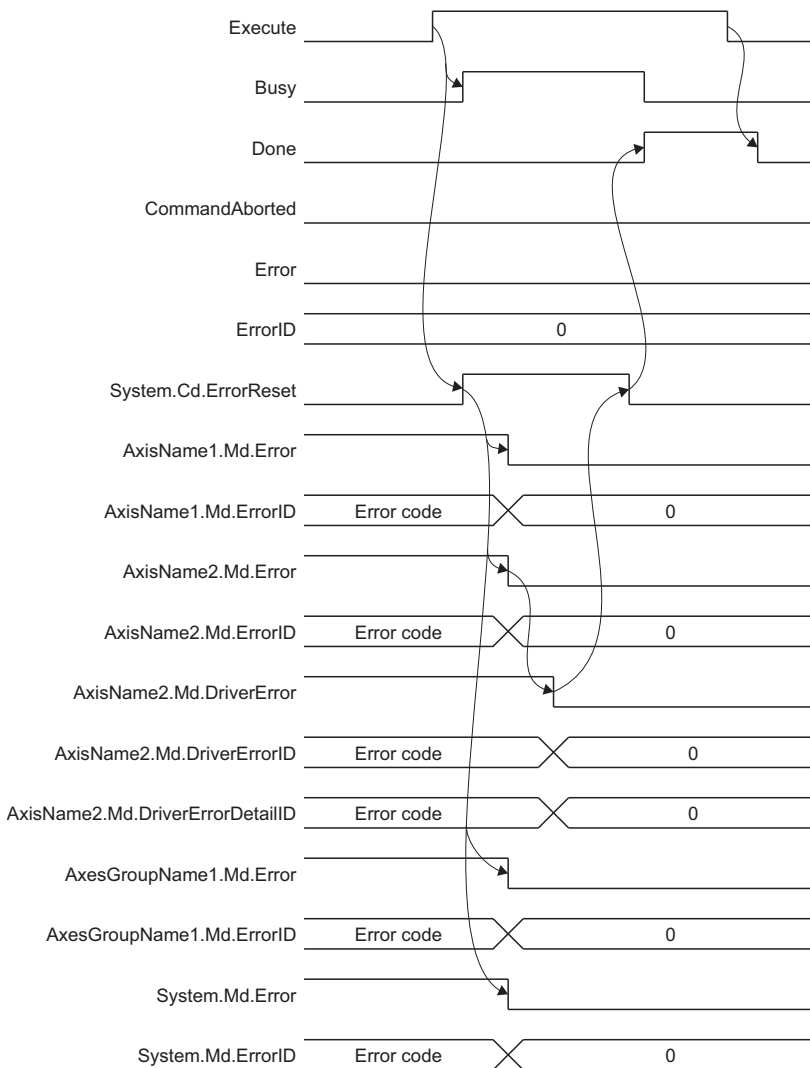 Execute
Busy
Done
CommandAborted
Error
ErrorID 0
System.Cd.ErrorReset
AxisName1.Md.Error
AxisName1.Md.ErrorID Error code 0
AxisName2.Md.Error
AxisName2.Md.ErrorID Error code 0
AxisName2.Md.DriverError
AxisName2.Md.DriverErrorID Error code 0
AxisName2.Md.DriverErrorDetailID Error code 0
AxesGroupName1.Md.Error
AxesGroupName1.Md.ErrorID Error code 0
System.Md.Error
System.Md.ErrorID Error code 0